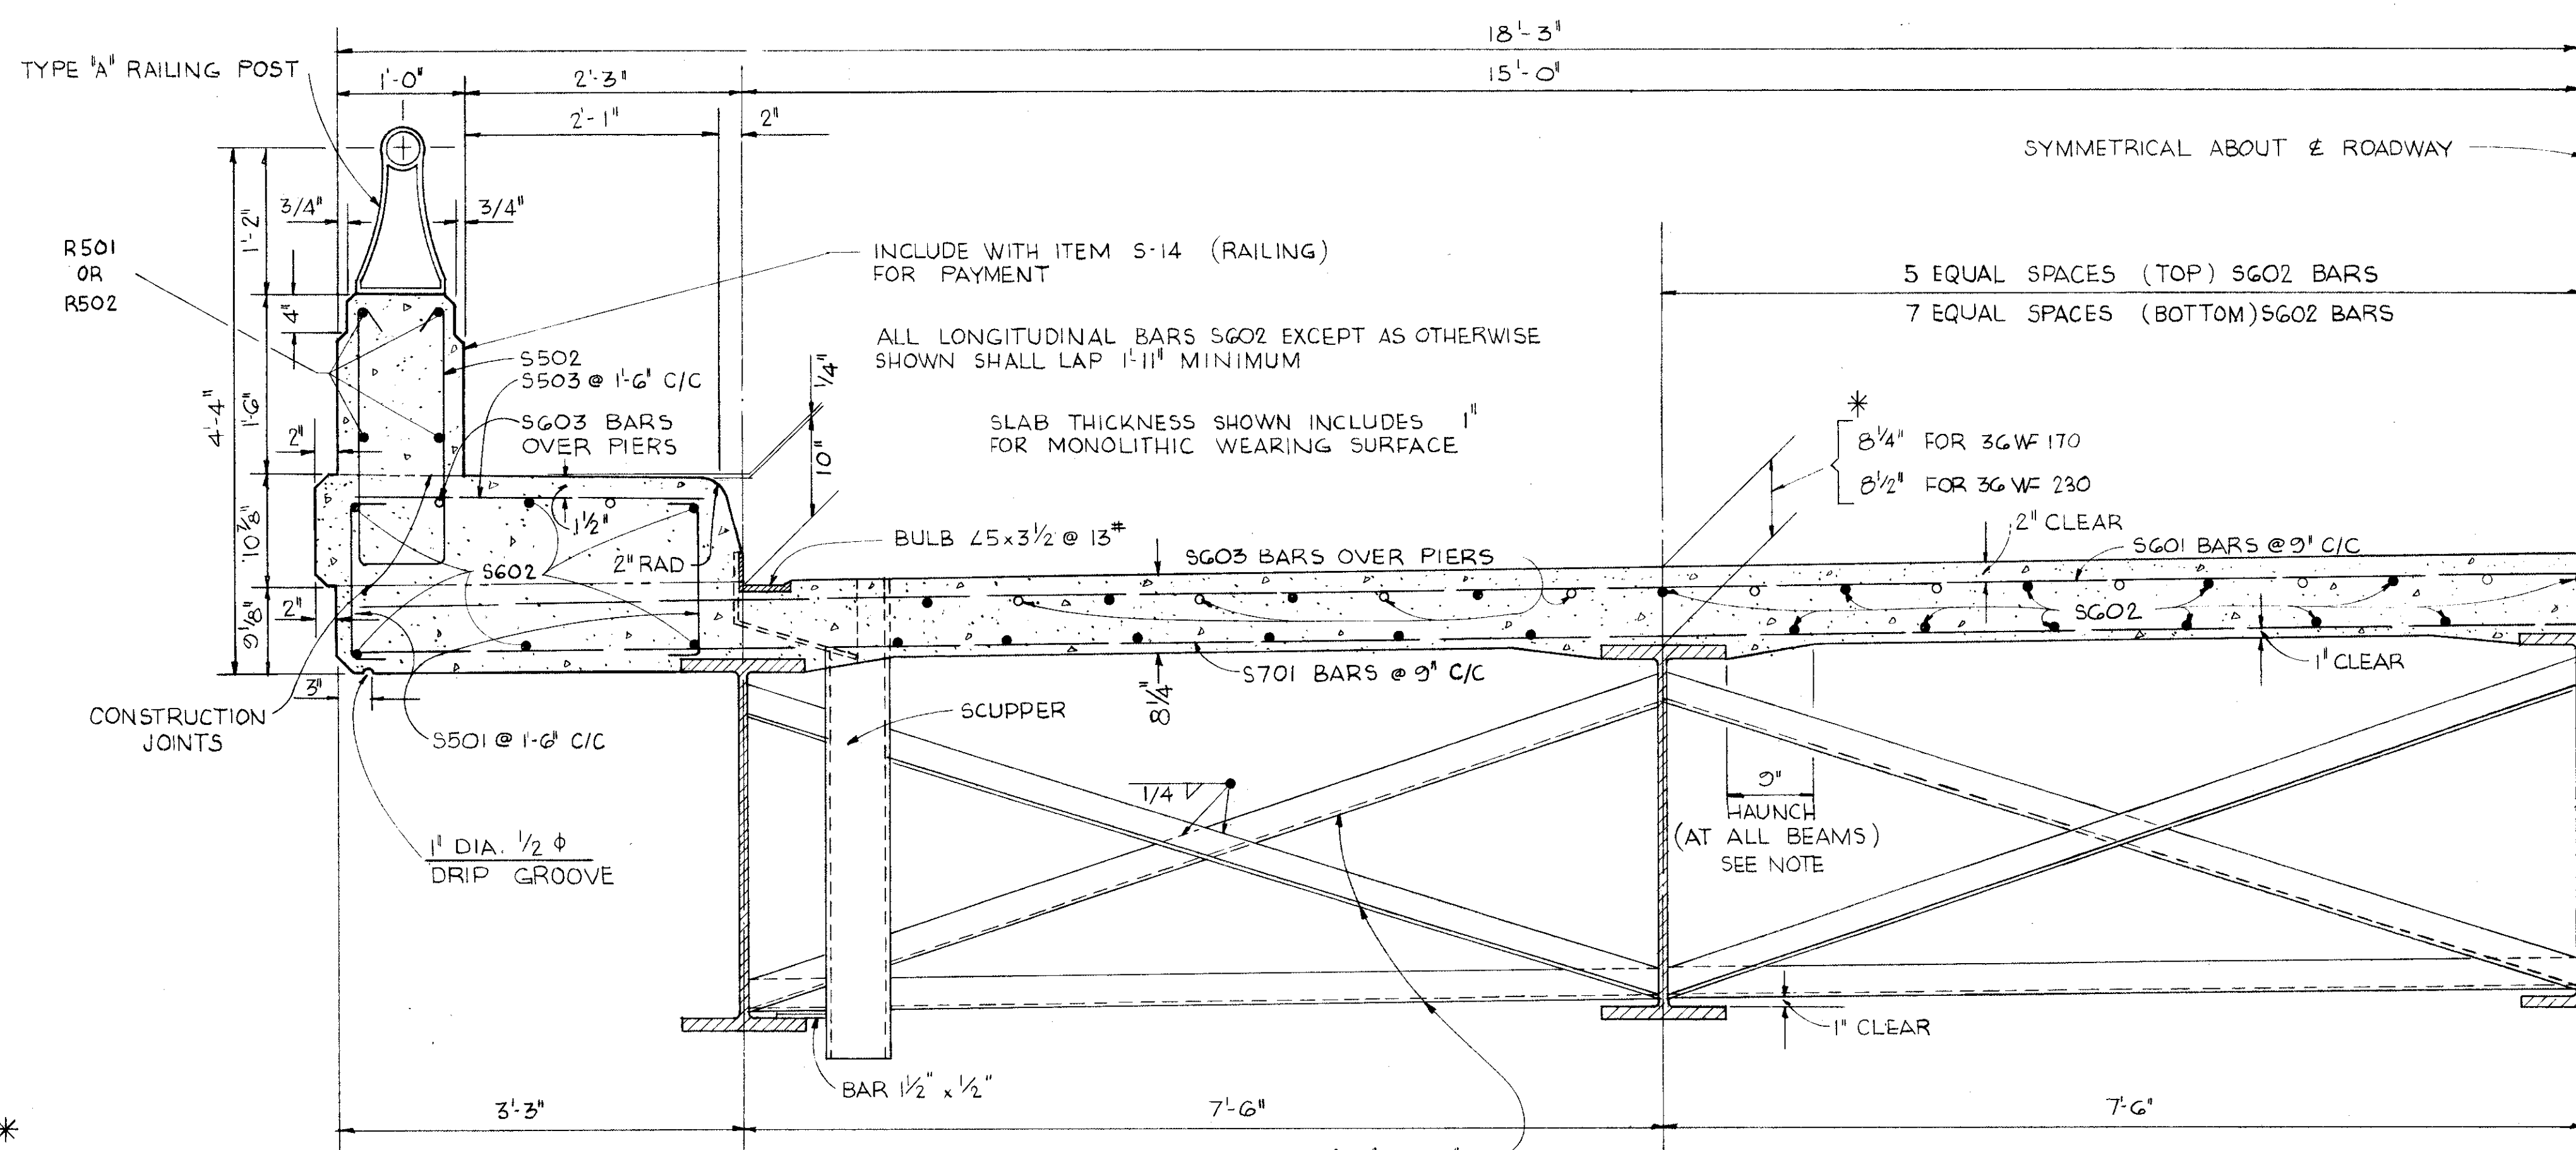 18'-3"
TYPE "A" RAILING POST
1'-0"
2'-3"
15'-0"
2'-1"
2"
SYMMETRICAL ABOUT ℄ ROADWAY
3/4"
3/4"
1'-2"
R501
OR
R502
INCLUDE WITH ITEM S-14 (RAILING)
FOR PAYMENT
5 EQUAL SPACES (TOP) S602 BARS
7 EQUAL SPACES (BOTTOM) S602 BARS
4"
ALL LONGITUDINAL BARS S602 EXCEPT AS OTHERWISE
SHOWN SHALL LAP 1'-11" MINIMUM
S502
S503 @ 1'-6" C/C
1/4"
4'-4"
1'-6"
S603 BARS
OVER PIERS
SLAB THICKNESS SHOWN INCLUDES 1"
FOR MONOLITHIC WEARING SURFACE
10"
*
8 1/4" FOR 36 WF 170
8 1/2" FOR 36 WF 230
2"
1 1/2"
10 7/8"
BULB ∠5 x 3 1/2 @ 13#
2" CLEAR
S601 BARS @ 9" C/C
S603 BARS OVER PIERS
S602
2" RAD
9 1/8"
2"
S602
1" CLEAR
S701 BARS @ 9" C/C
8 1/4"
3"
SCUPPER
CONSTRUCTION
JOINTS
S501 @ 1'-6" C/C
1/4
9"
HAUNCH
(AT ALL BEAMS)
SEE NOTE
1" DIA. 1/2 ϕ
DRIP GROOVE
1" CLEAR
BAR 1 1/2" x 1/2"
3'-3"
7'-6"
7'-6"
*